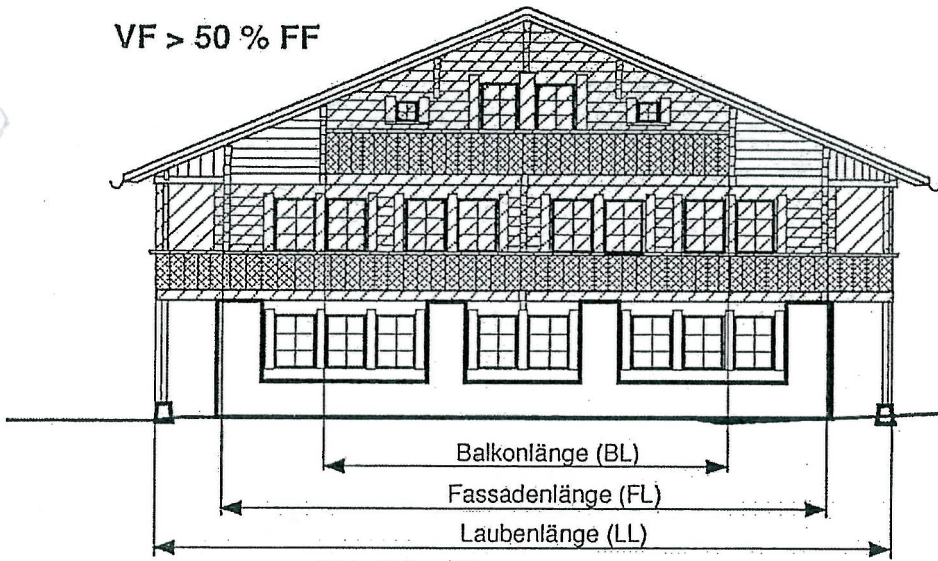 VF > 50 % FF
Balkonlänge (BL)
Fassadenlänge (FL)
Laubenlänge (LL)